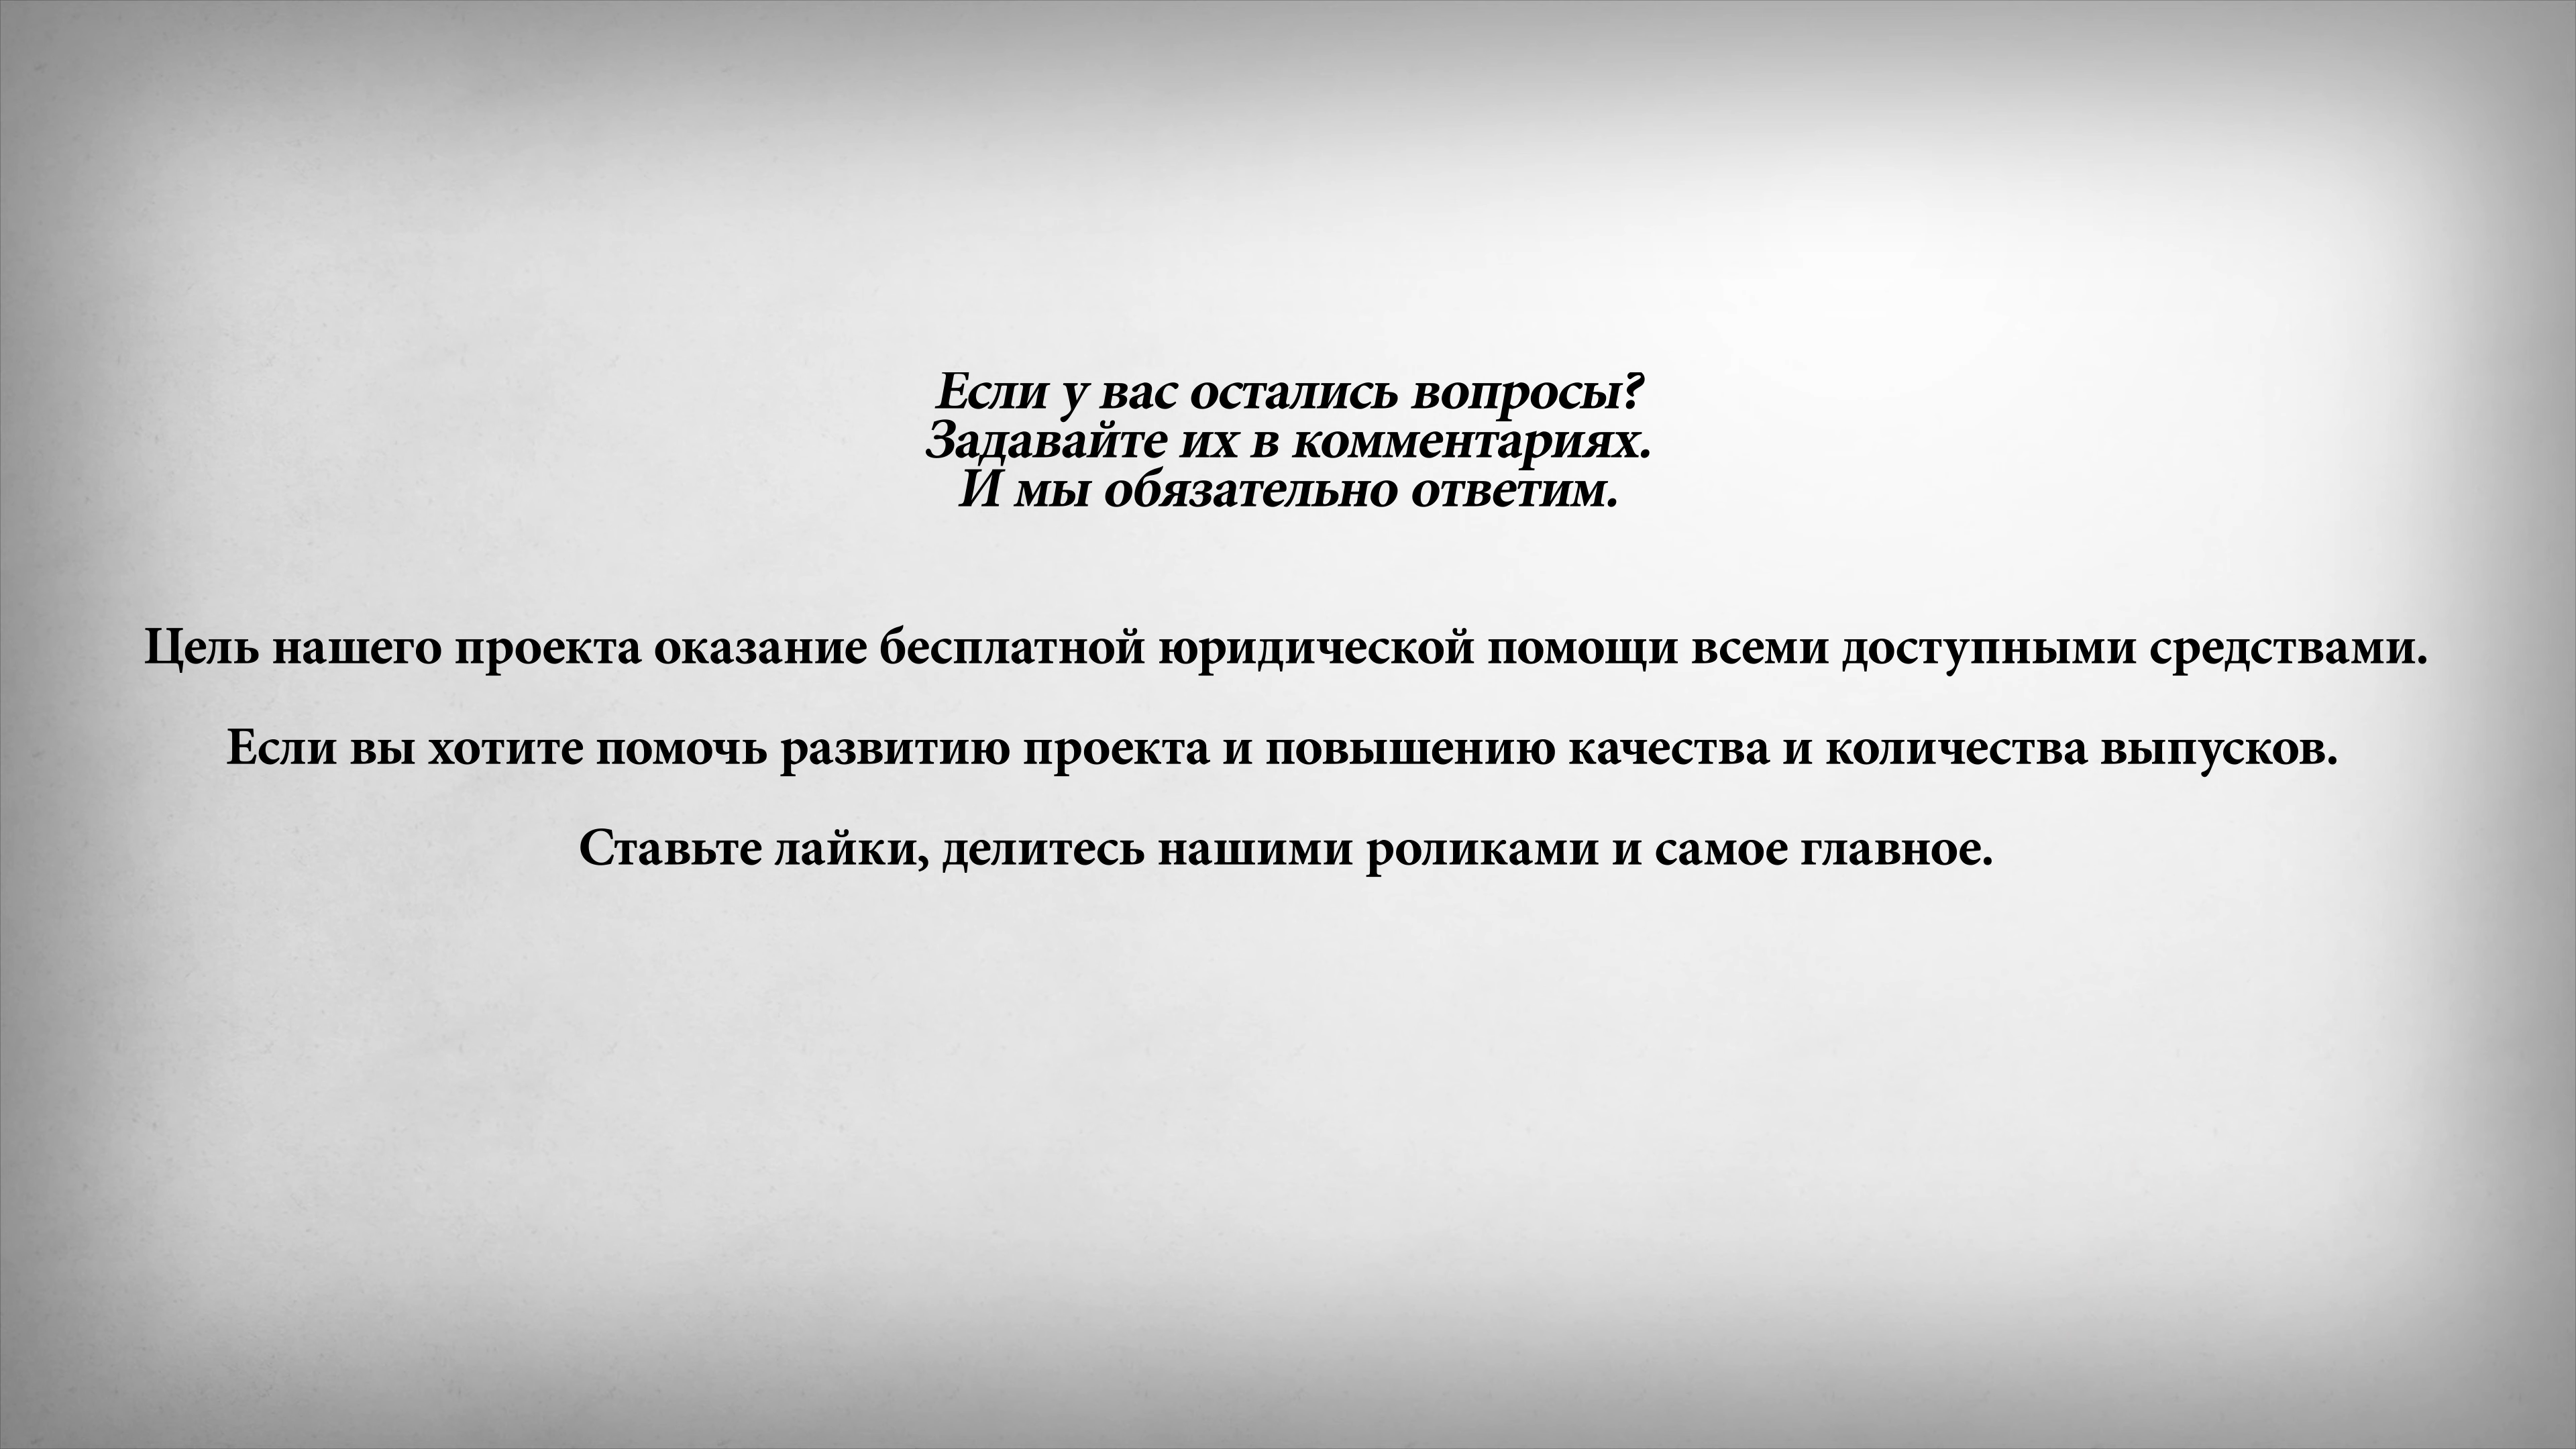 Если у вас остались вопросы?
Задавайте их в комментариях.
И мы обязательно ответим.
Цель нашего проекта оказание бесплатной юридической помощи всеми доступными средствами.
Если вы хотите помочь развитию проекта и повышению качества и количества выпусков.
Ставьте лайки, делитесь нашими роликами и самое главное.